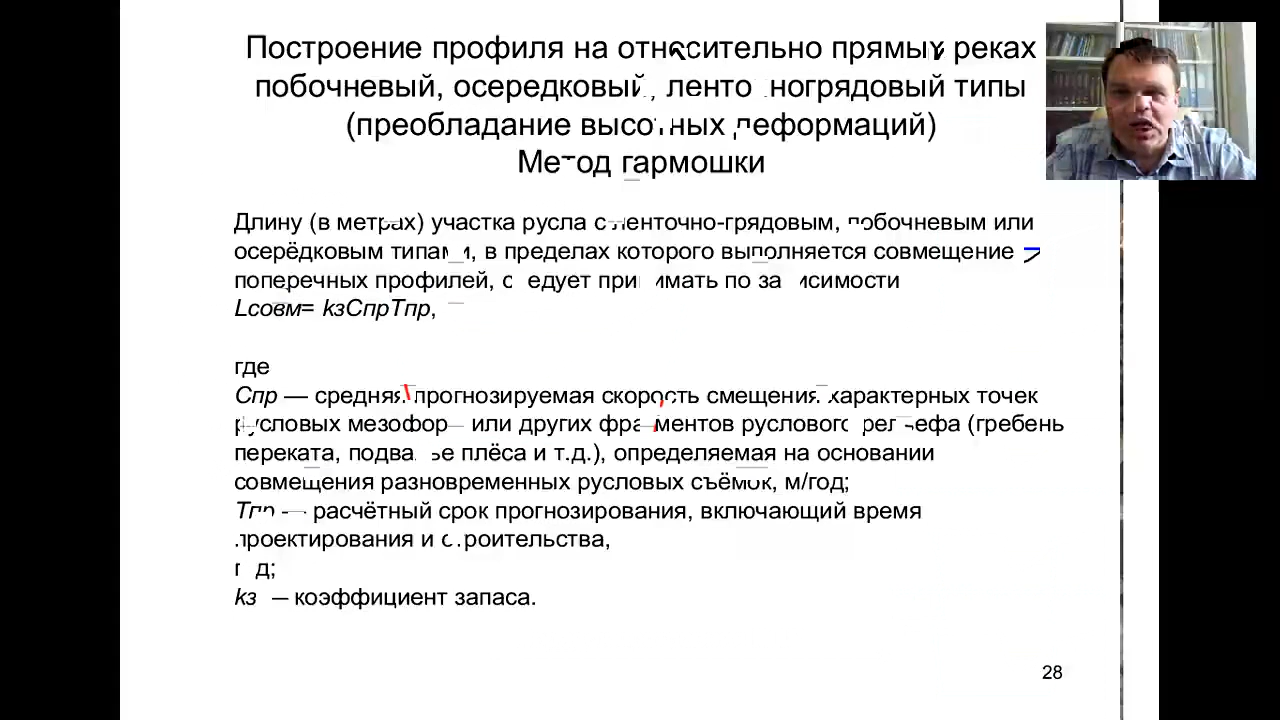 Построение профиля на относительно прямых реках
побочневый, осередковый, ленточногрядовый типы
(преобладание высотных деформаций)
Метод гармошки
Длину (в метрах) участка русла с ленточно-грядовым, побочневым или
осерёдковым типами, в пределах которого выполняется совмещение
поперечных профилей, следует принимать по зависимости
Lсовм= kзСпрТпр,
где
Спр — средняя прогнозируемая скорость смещения характерных точек
русловых мезоформ или других фрагментов руслового рельефа (гребень
переката, подвалье плёса и т.д.), определяемая на основании
совмещения разновременных русловых съёмок, м/год;
Тпр — расчётный срок прогнозирования, включающий время
проектирования и строительства,
год;
kз — коэффициент запаса.
28